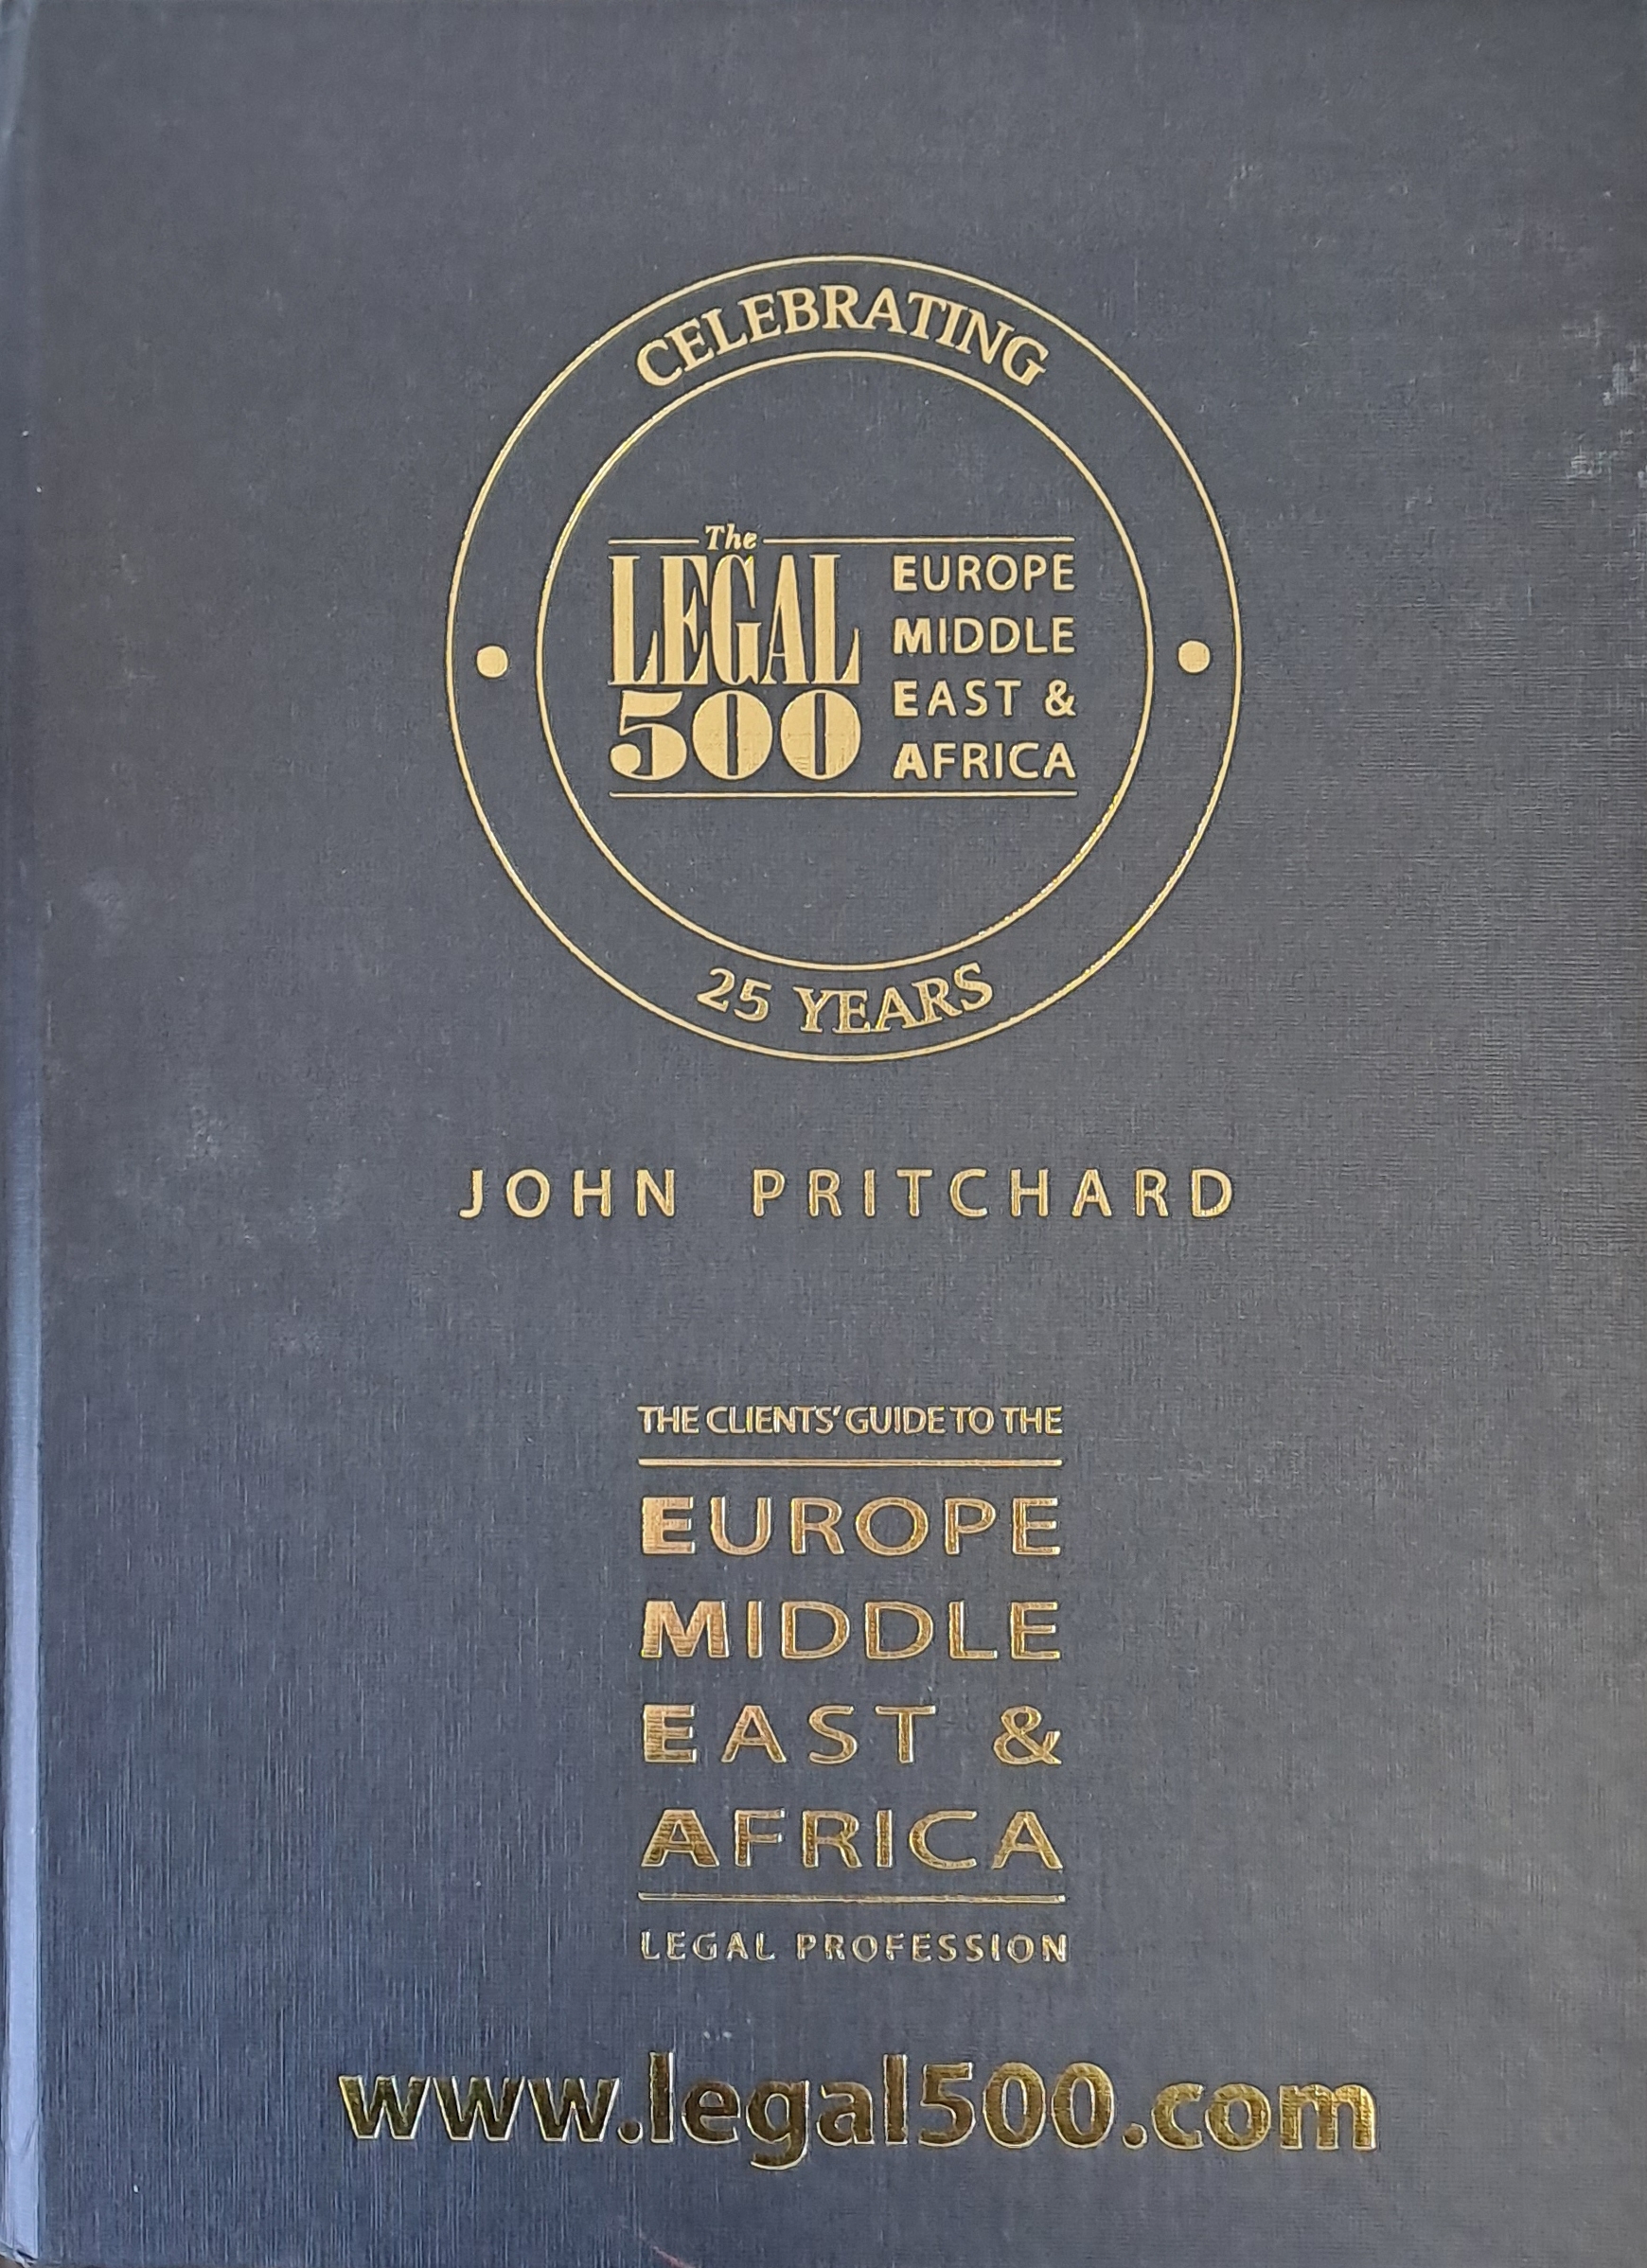 CELEBRATING
The
LEGAL
500
EUROPE
MIDDLE
EAST &
AFRICA
25 YEARS
JOHN PRITCHARD
THE CLIENTS' GUIDE TO THE
EUROPE
MIDDLE
EAST &
AFRICA
LEGAL PROFESSION
www.legal500.com